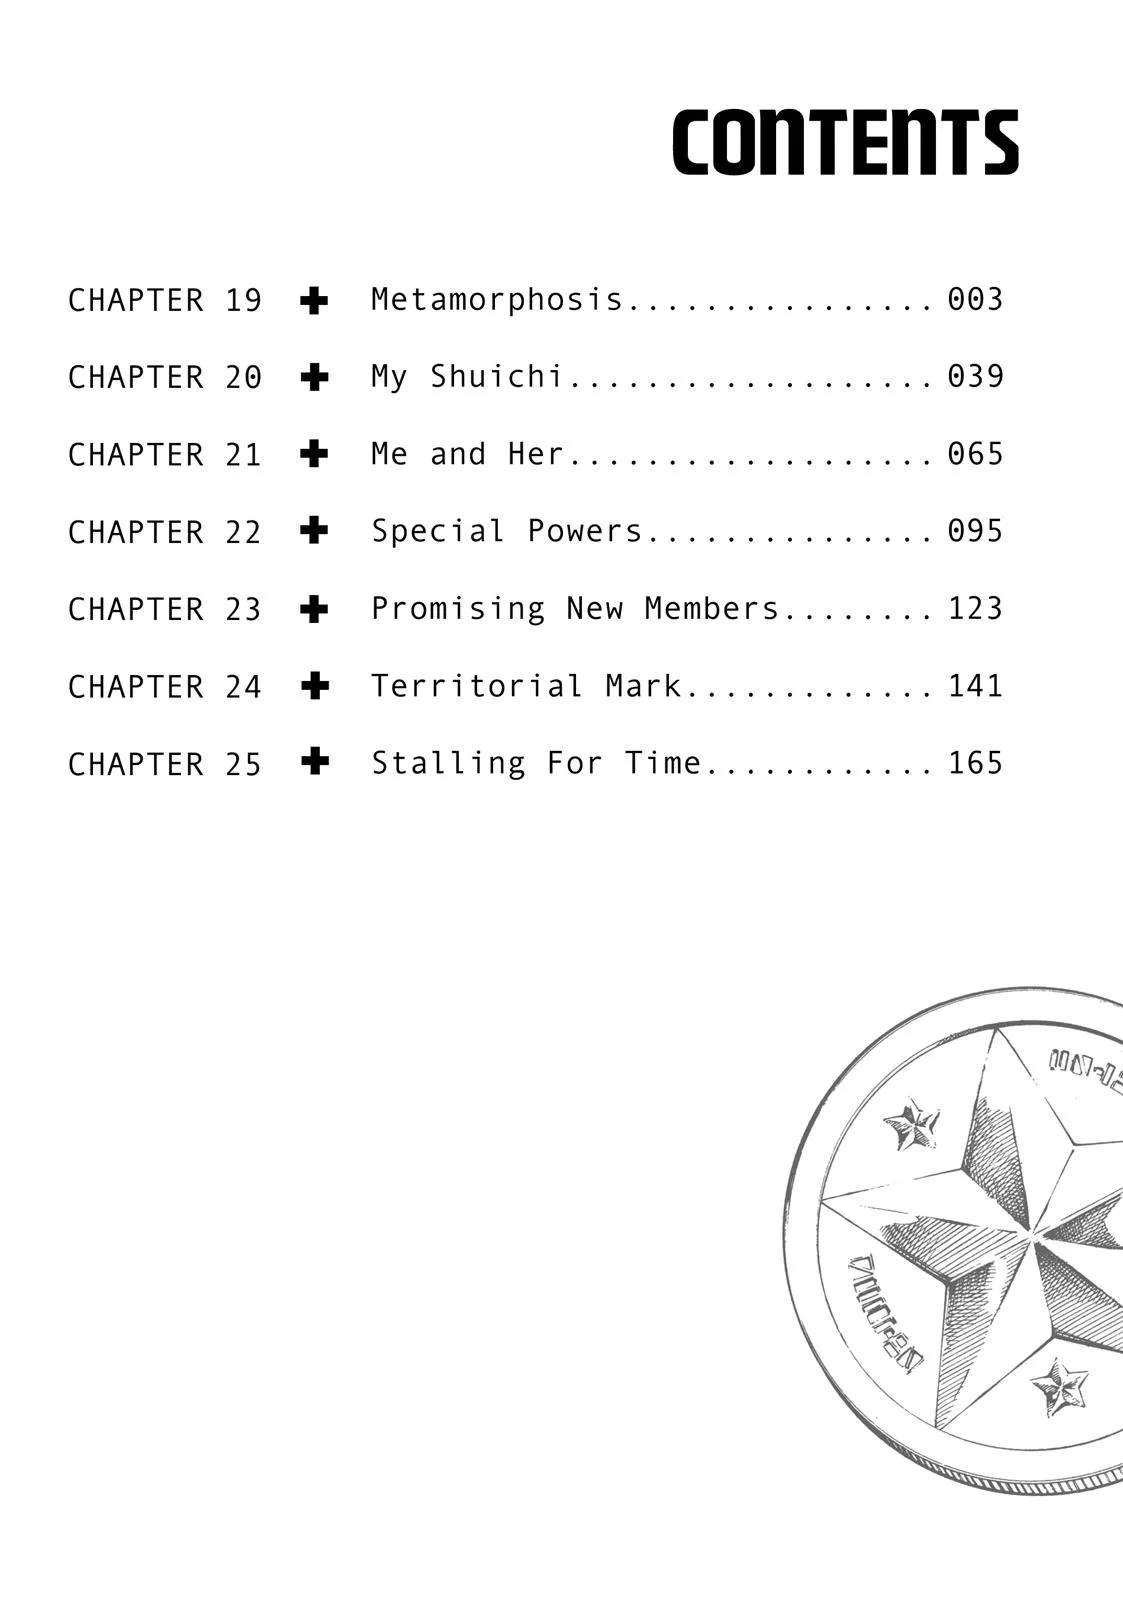 CONTENTS
CHAPTER 19 ✚ Metamorphosis................ 003
CHAPTER 20 ✚ My Shuichi................... 039
CHAPTER 21 ✚ Me and Her................... 065
CHAPTER 22 ✚ Special Powers............... 095
CHAPTER 23 ✚ Promising New Members........ 123
CHAPTER 24 ✚ Territorial Mark............. 141
CHAPTER 25 ✚ Stalling For Time............ 165